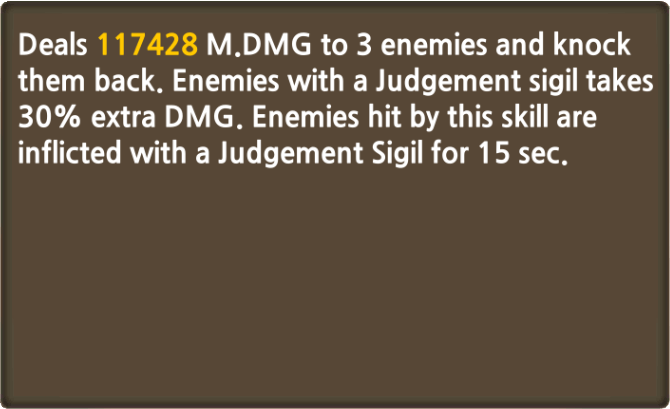 Deals 117428 M.DMG to 3 enemies and knock
them back. Enemies with a Judgement sigil takes
30% extra DMG. Enemies hit by this skill are
inflicted with a Judgement Sigil for 15 sec.